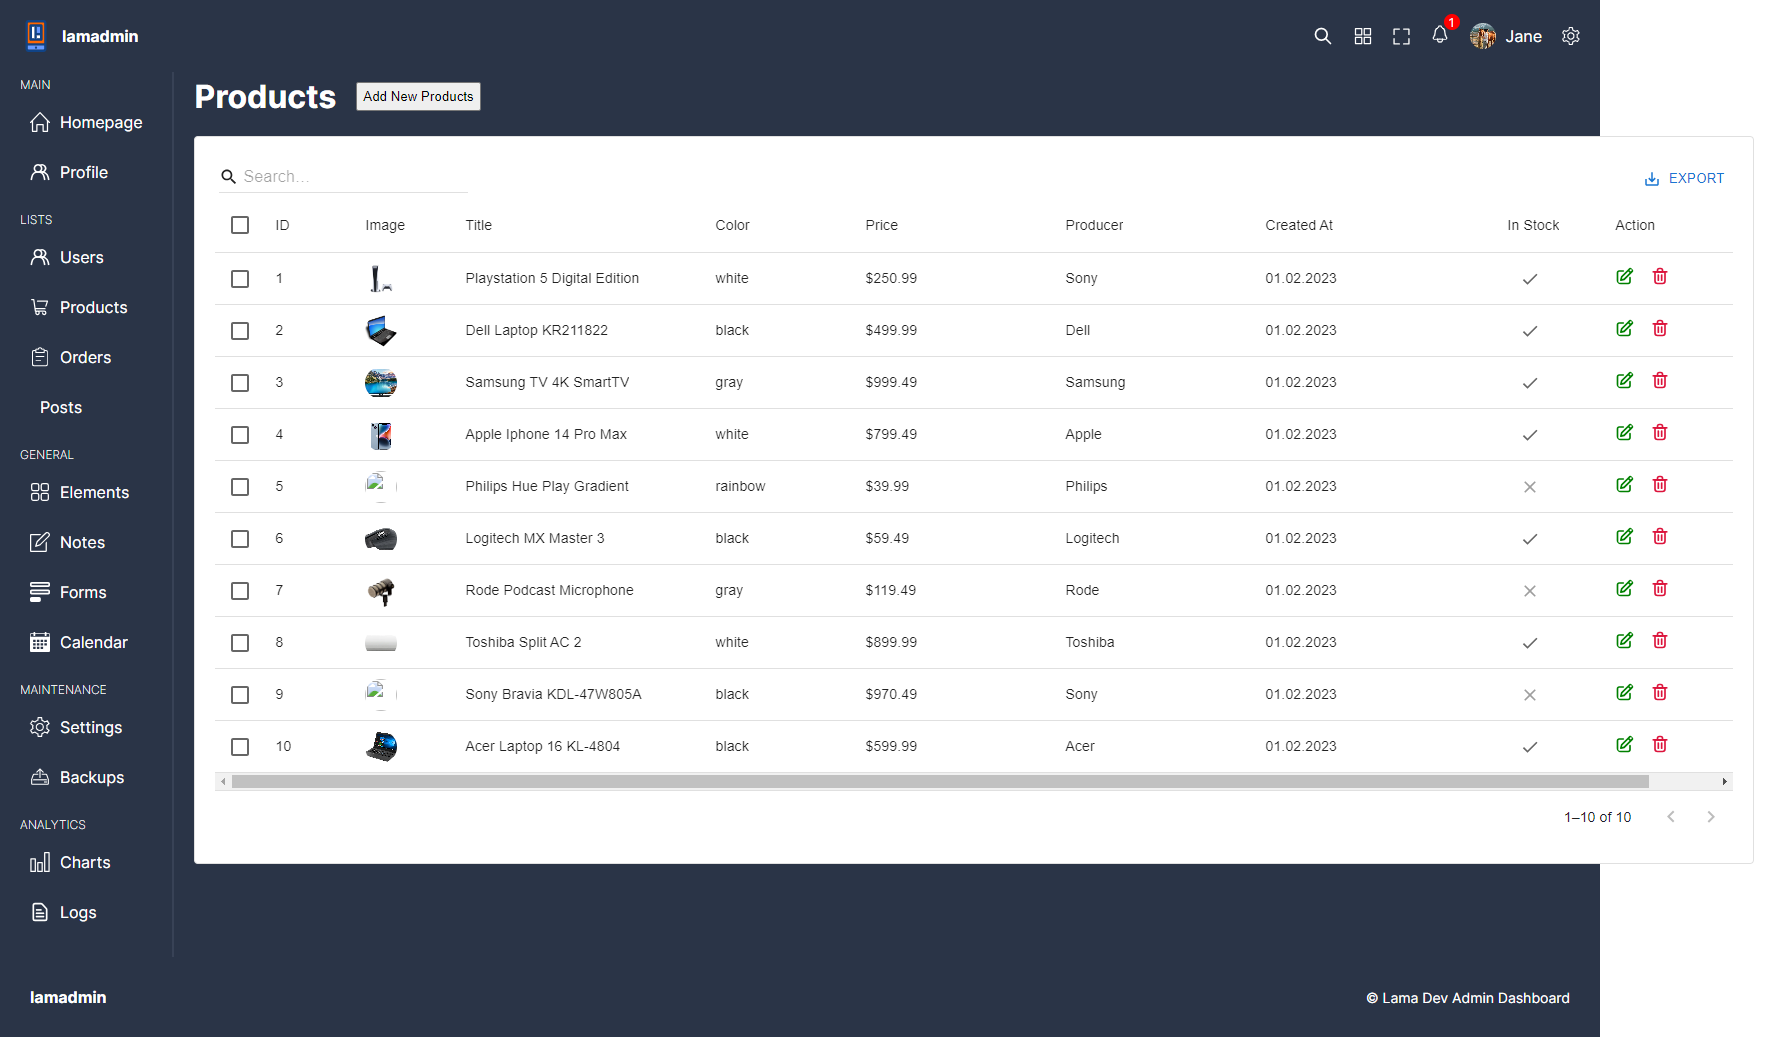 lamadmin
1
Jane
MAIN
Homepage
Profile
LISTS
Users
Products
Orders
Posts
GENERAL
Elements
Notes
Forms
Calendar
MAINTENANCE
Settings
Backups
ANALYTICS
Charts
Logs
Products
Add New Products
Search…
EXPORT
ID Image Title Color Price Producer Created At In Stock Action
1 Playstation 5 Digital Edition white $250.99 Sony 01.02.2023
2 Dell Laptop KR211822 black $499.99 Dell 01.02.2023
3 Samsung TV 4K SmartTV gray $999.49 Samsung 01.02.2023
4 Apple Iphone 14 Pro Max white $799.49 Apple 01.02.2023
5 Philips Hue Play Gradient rainbow $39.99 Philips 01.02.2023
6 Logitech MX Master 3 black $59.49 Logitech 01.02.2023
7 Rode Podcast Microphone gray $119.49 Rode 01.02.2023
8 Toshiba Split AC 2 white $899.99 Toshiba 01.02.2023
9 Sony Bravia KDL-47W805A black $970.49 Sony 01.02.2023
10 Acer Laptop 16 KL-4804 black $599.99 Acer 01.02.2023
1–10 of 10
lamadmin
© Lama Dev Admin Dashboard